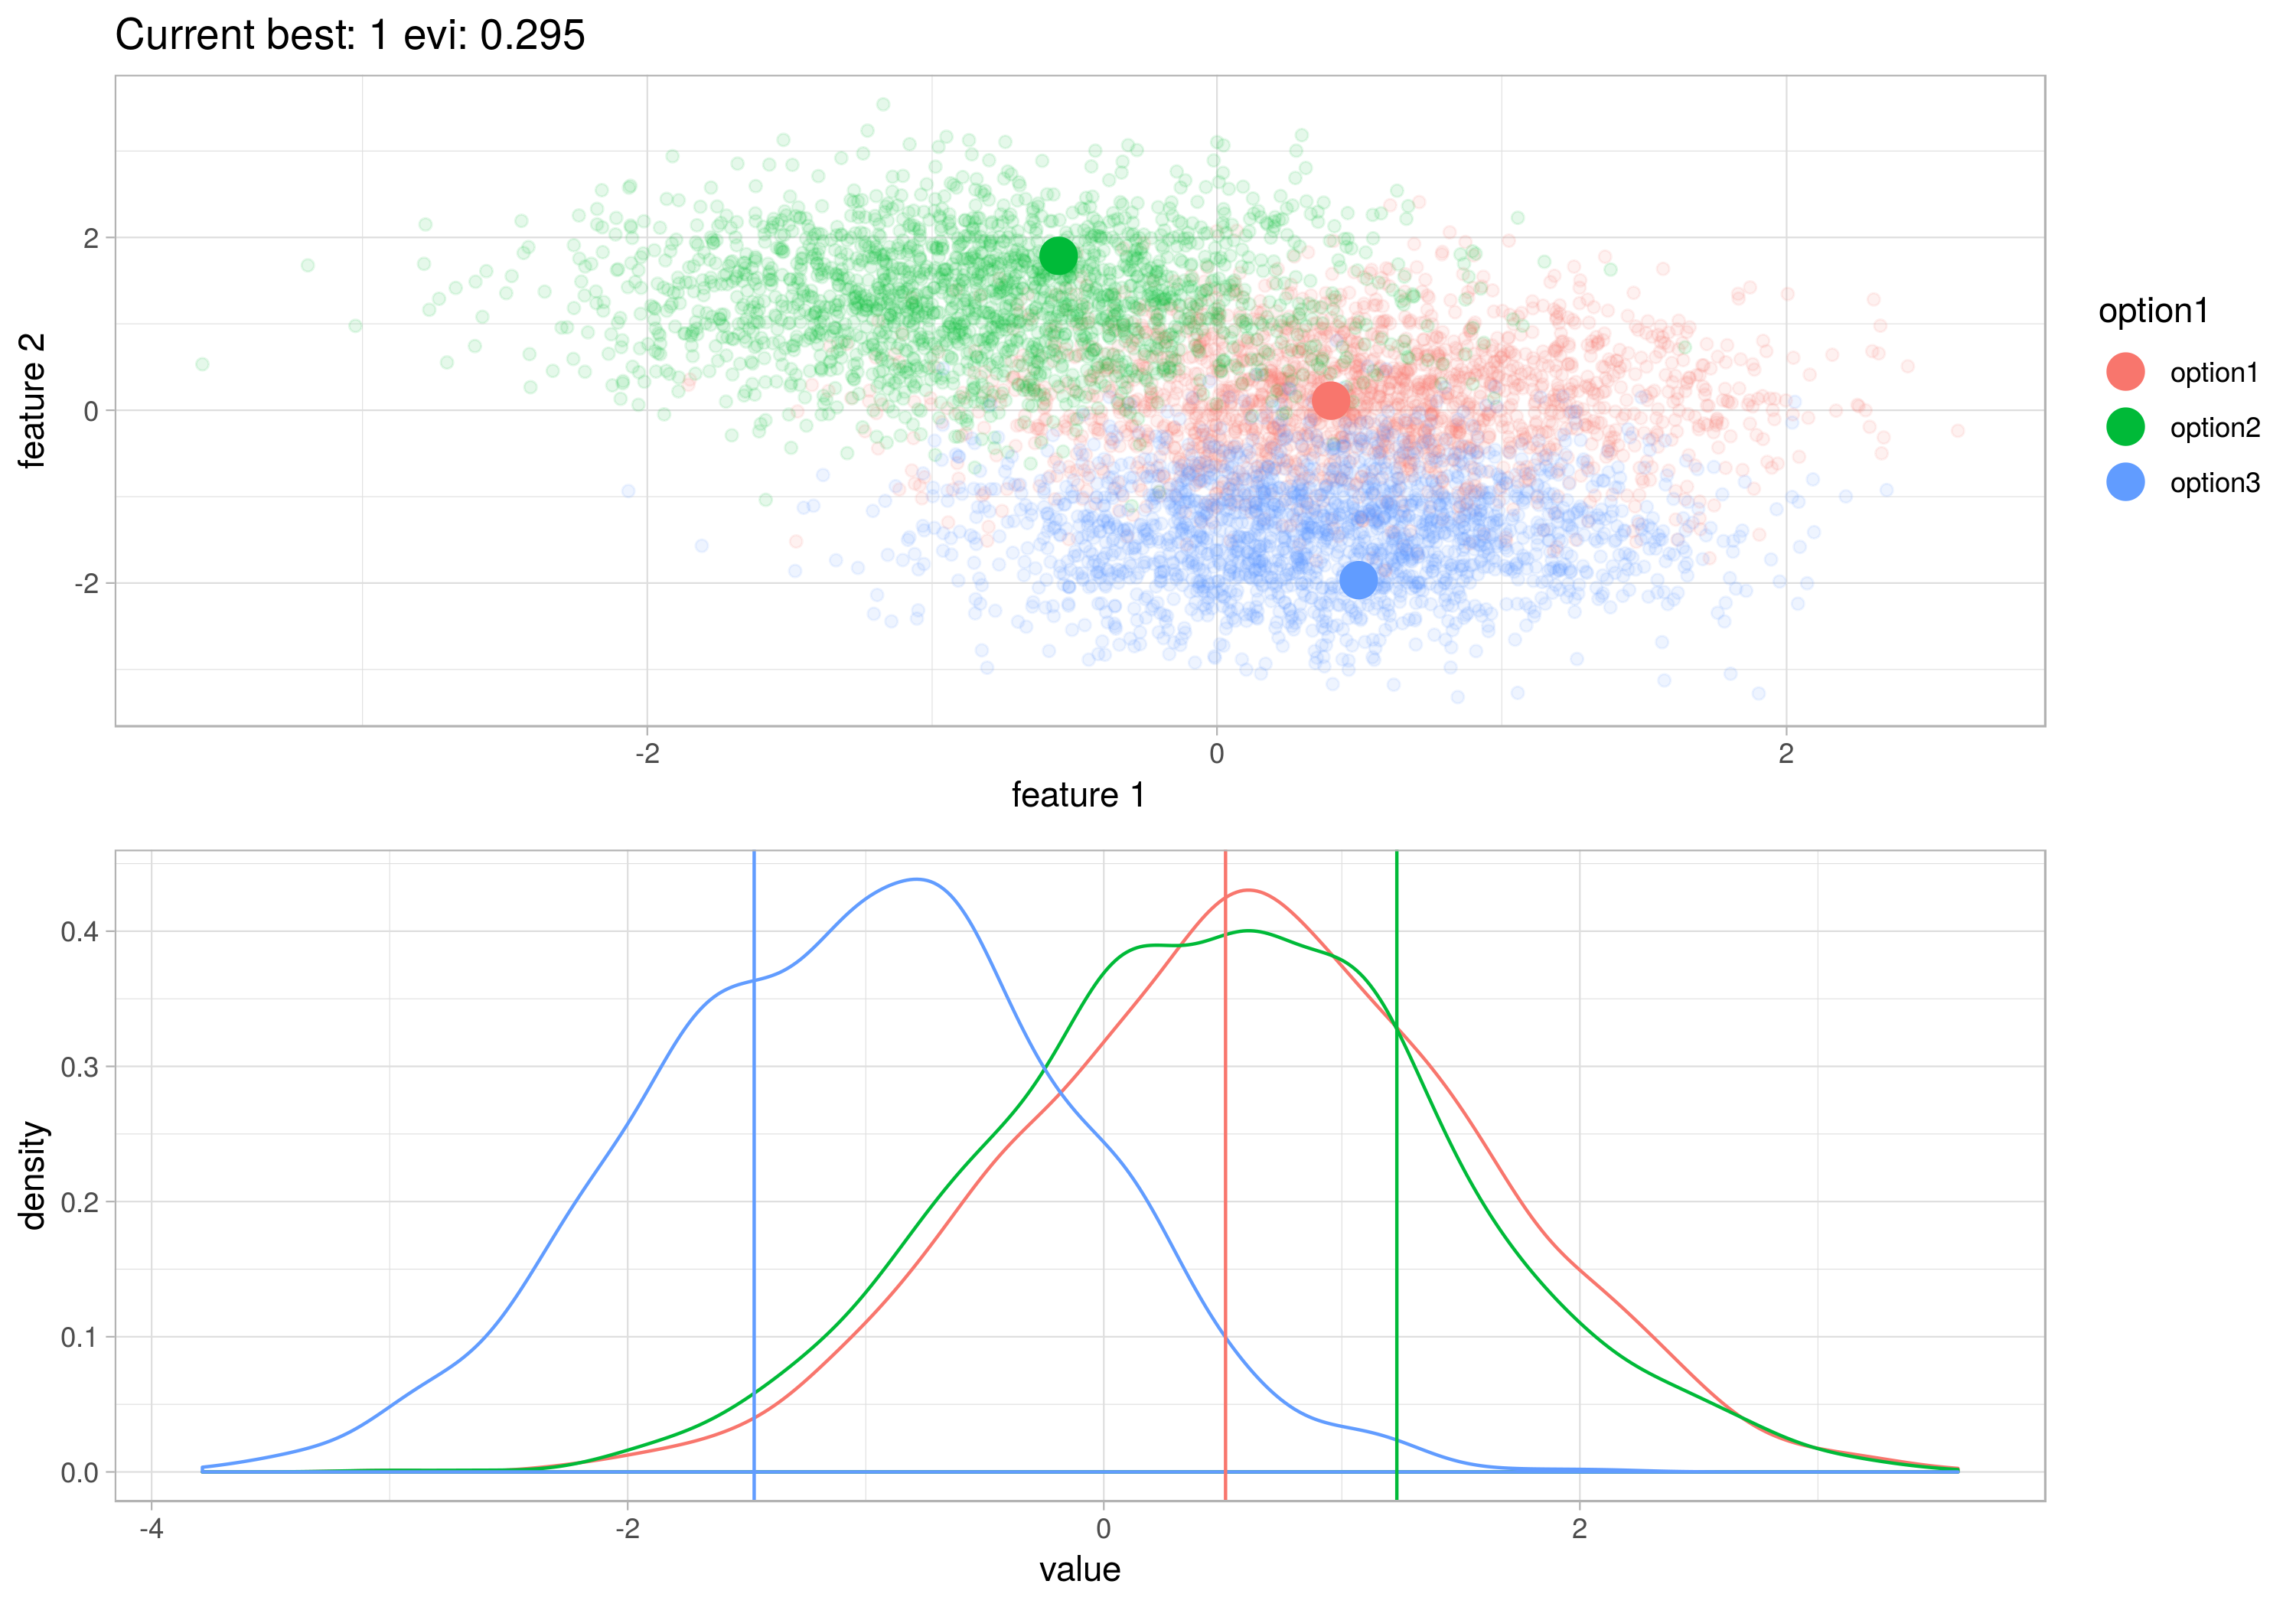 Current best: 1 evi: 0.295
feature 2
2
0
-2
-2
0
2
feature 1
option1
option1
option2
option3
density
0.4
0.3
0.2
0.1
0.0
-4
-2
0
2
value